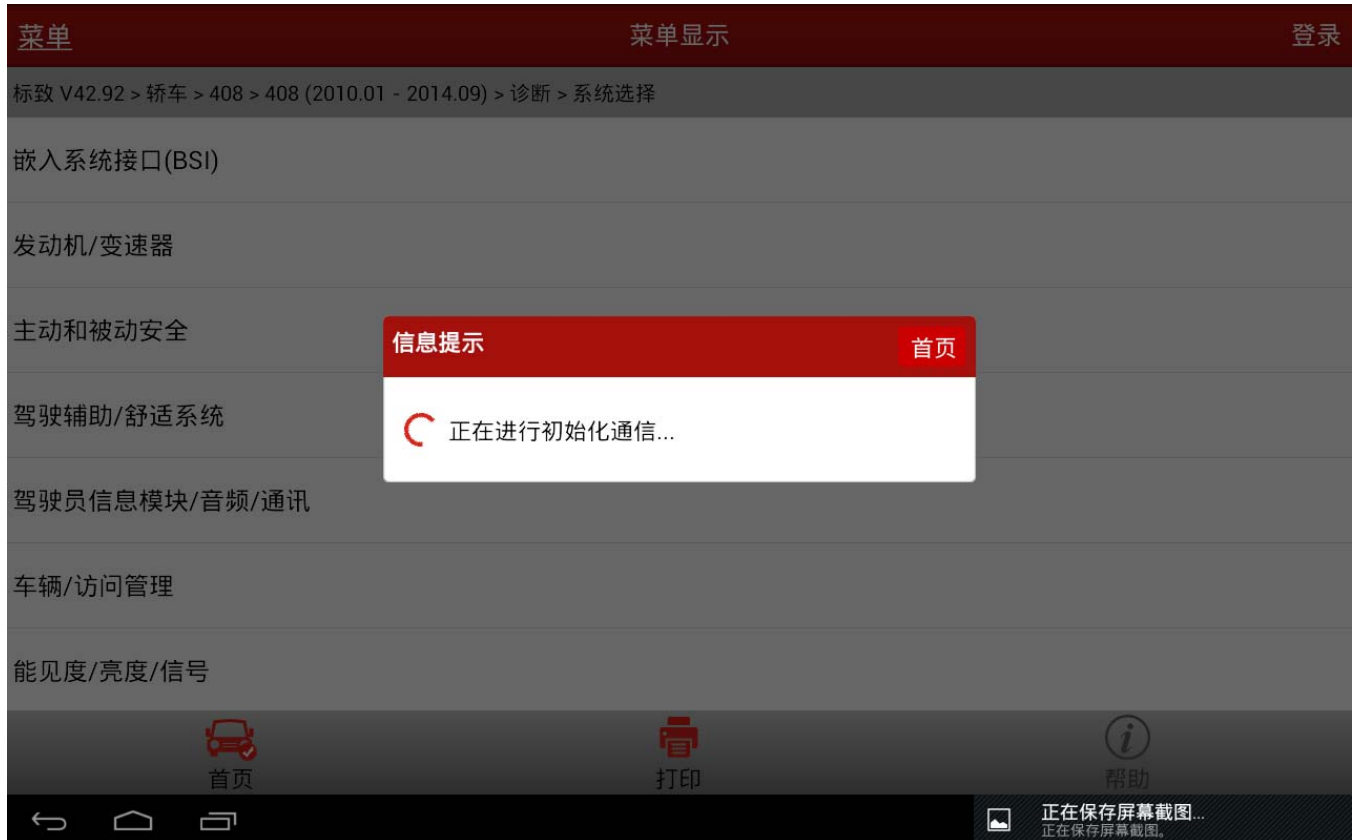 菜单 菜单显示 登录
标致 V42.92 > 轿车 > 408 > 408 (2010.01 - 2014.09) > 诊断 > 系统选择
嵌入系统接口(BSI)
发动机/变速器
主动和被动安全
信息提示 首页
驾驶辅助/舒适系统
正在进行初始化通信...
驾驶员信息模块/音频/通讯
车辆/访问管理
能见度/亮度/信号
首页 打印 帮助
正在保存屏幕截图...
正在保存屏幕截图。